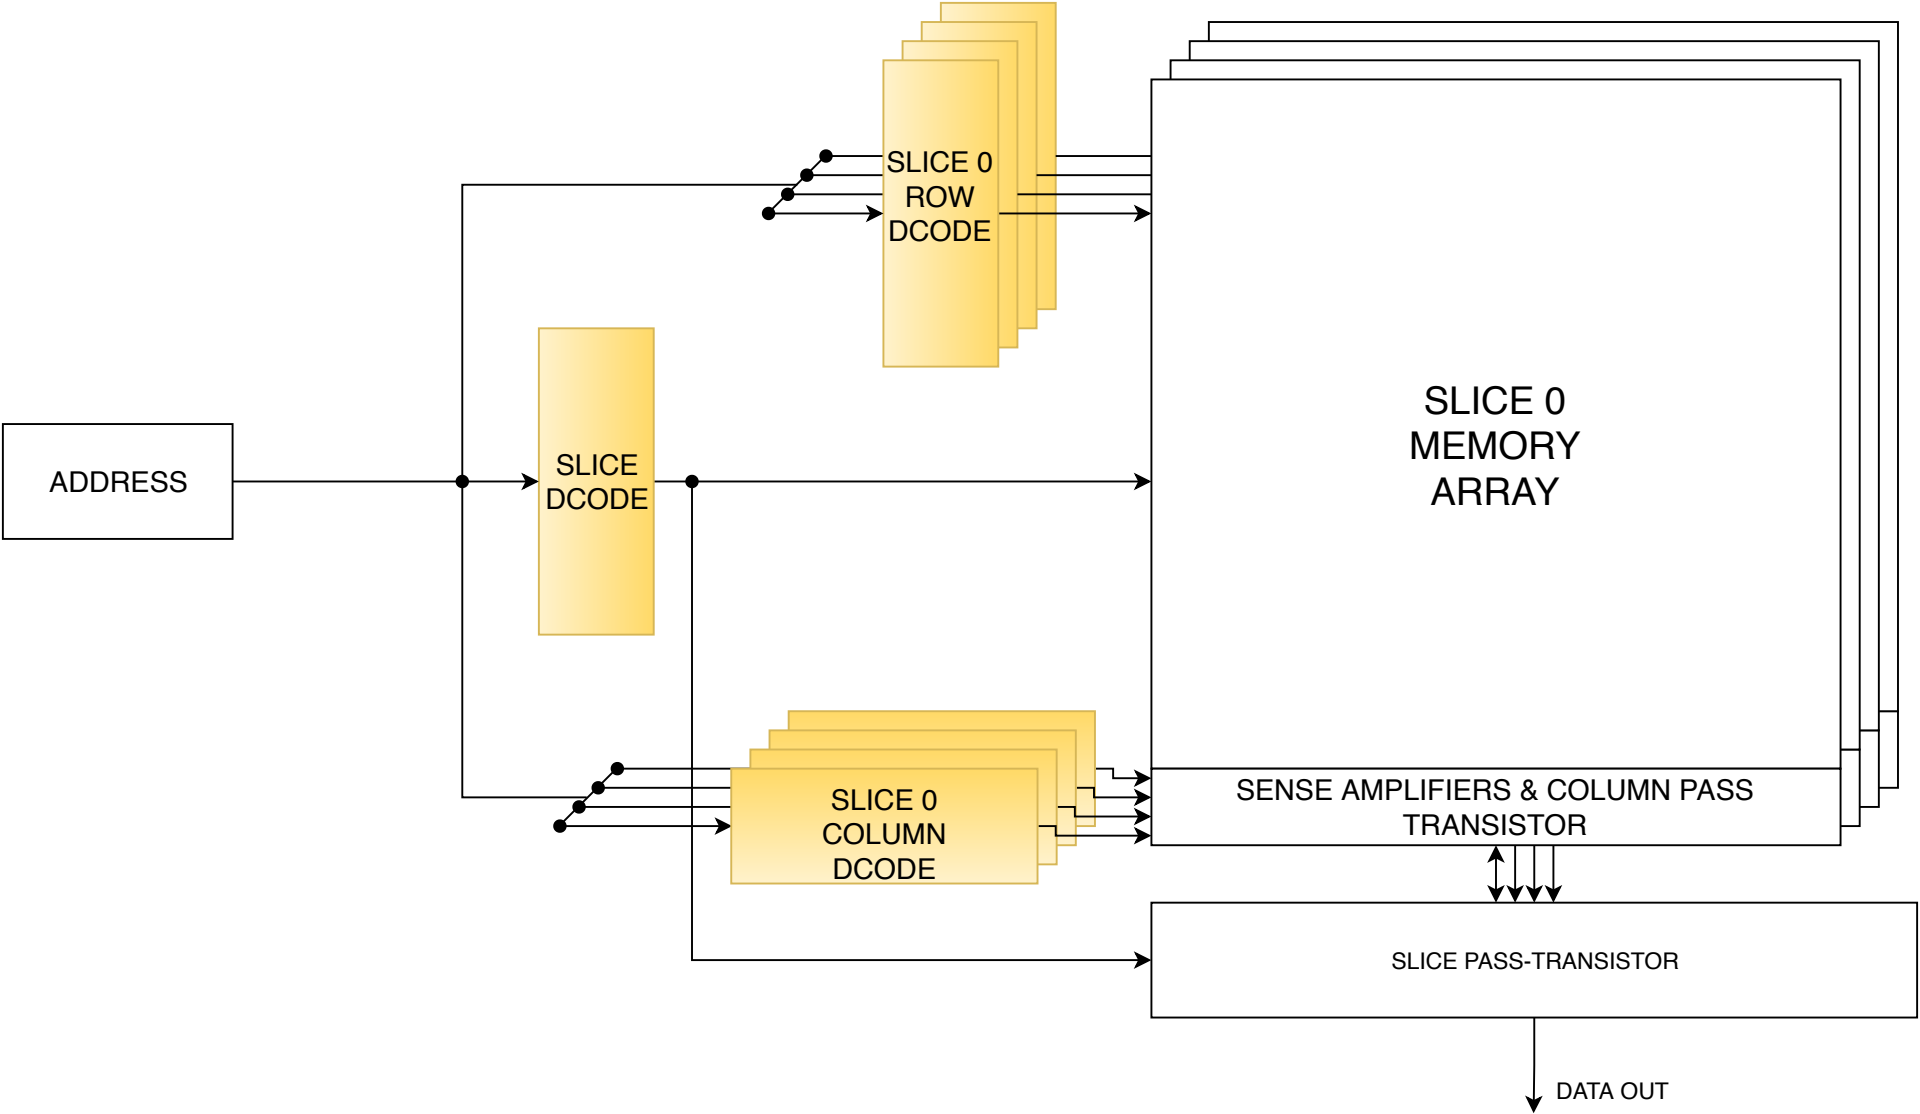 SLICE 0
ROW
DCODE
SLICE 0
MEMORY
ARRAY
ADDRESS
SLICE
DCODE
SLICE 0
COLUMN
DCODE
SENSE AMPLIFIERS & COLUMN PASS
TRANSISTOR
SLICE PASS-TRANSISTOR
DATA OUT